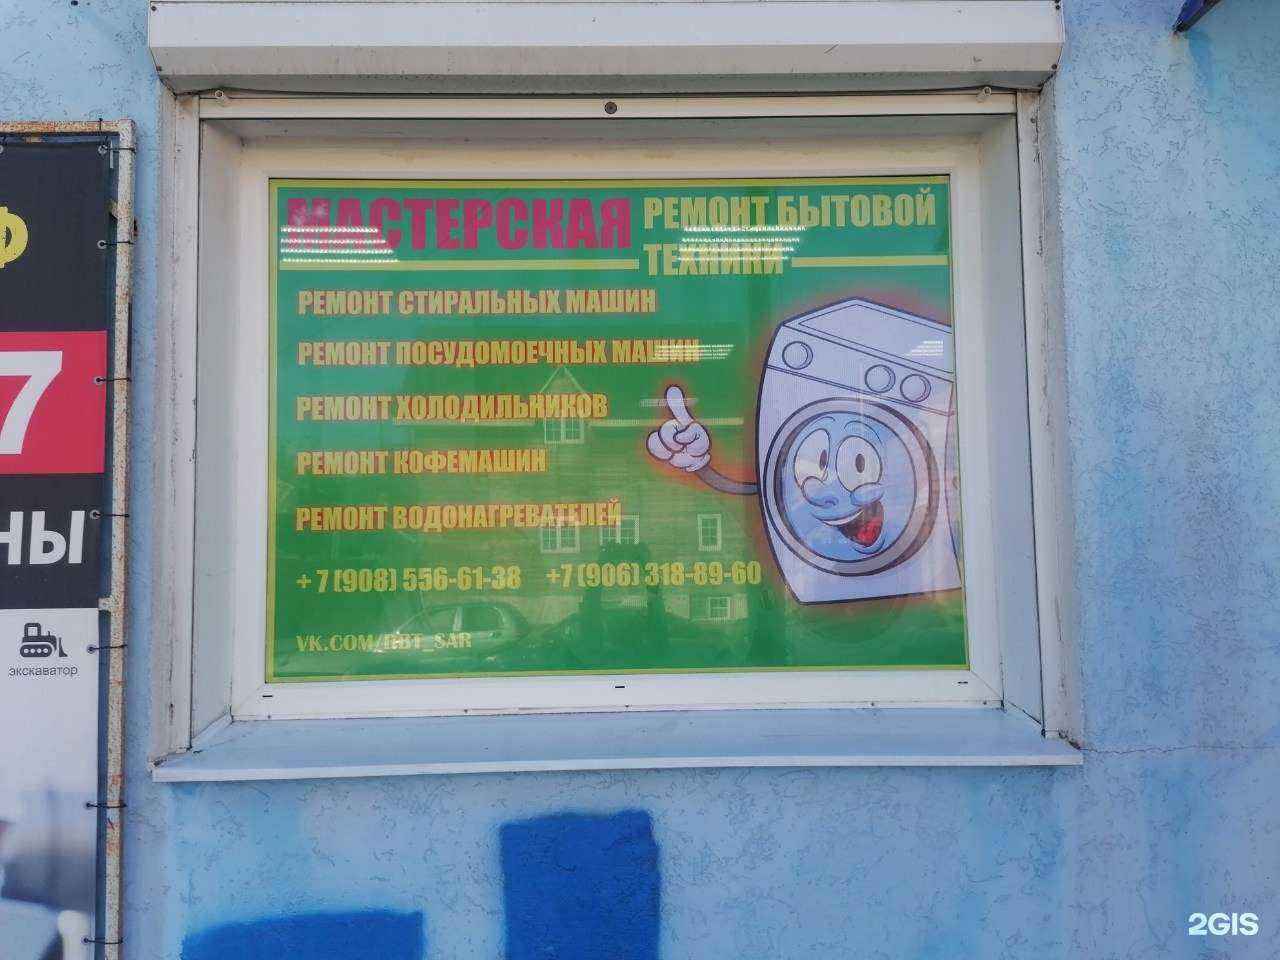 МАСТЕРСКАЯ
РЕМОНТ БЫТОВОЙ
ТЕХНИКИ
РЕМОНТ СТИРАЛЬНЫХ МАШИН
РЕМОНТ ПОСУДОМОЕЧНЫХ МАШИН
РЕМОНТ ХОЛОДИЛЬНИКОВ
РЕМОНТ КОФЕМАШИН
РЕМОНТ ВОДОНАГРЕВАТЕЛЕЙ
+ 7 (908) 556-61-38 +7 (906) 318-89-60
VK.COM/RBT_SAR
Ф
7
НЫ
экскаватор
2GIS